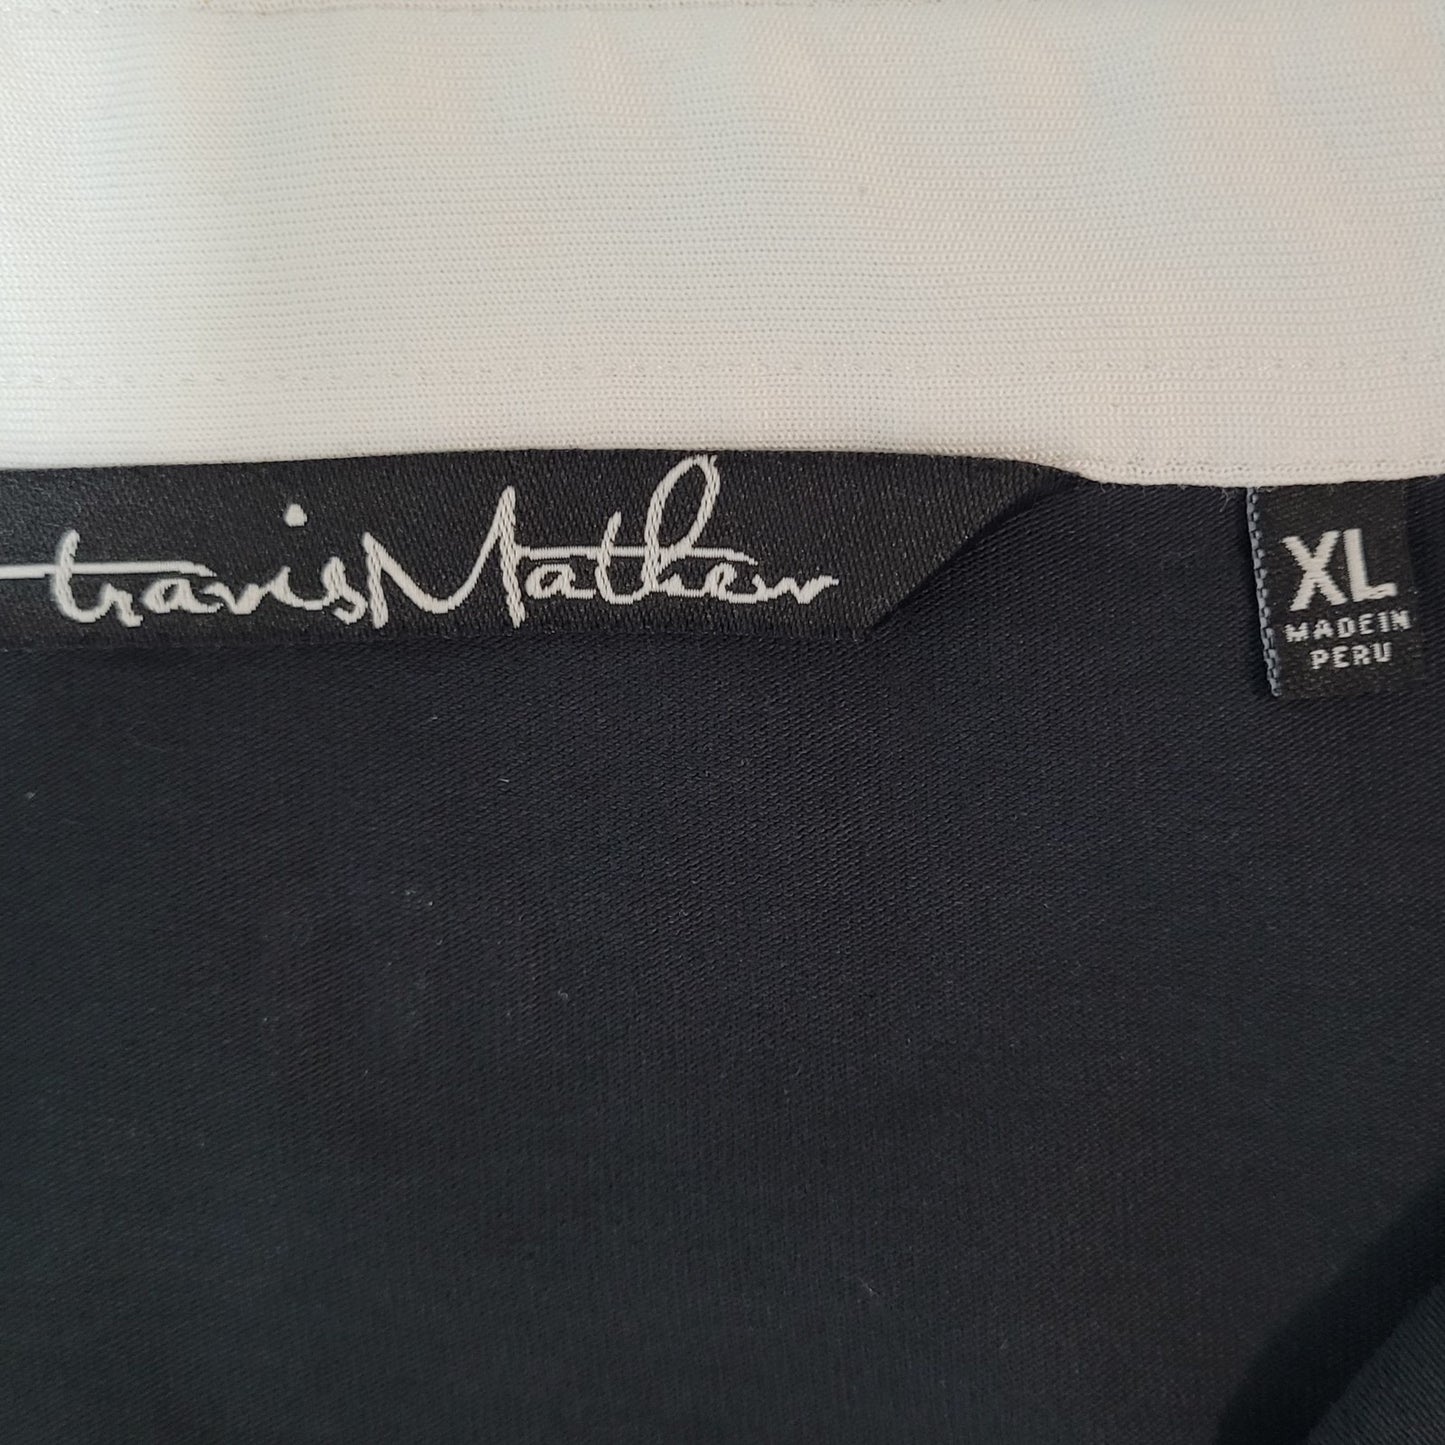 travisMathew
XL
MADE IN
PERU